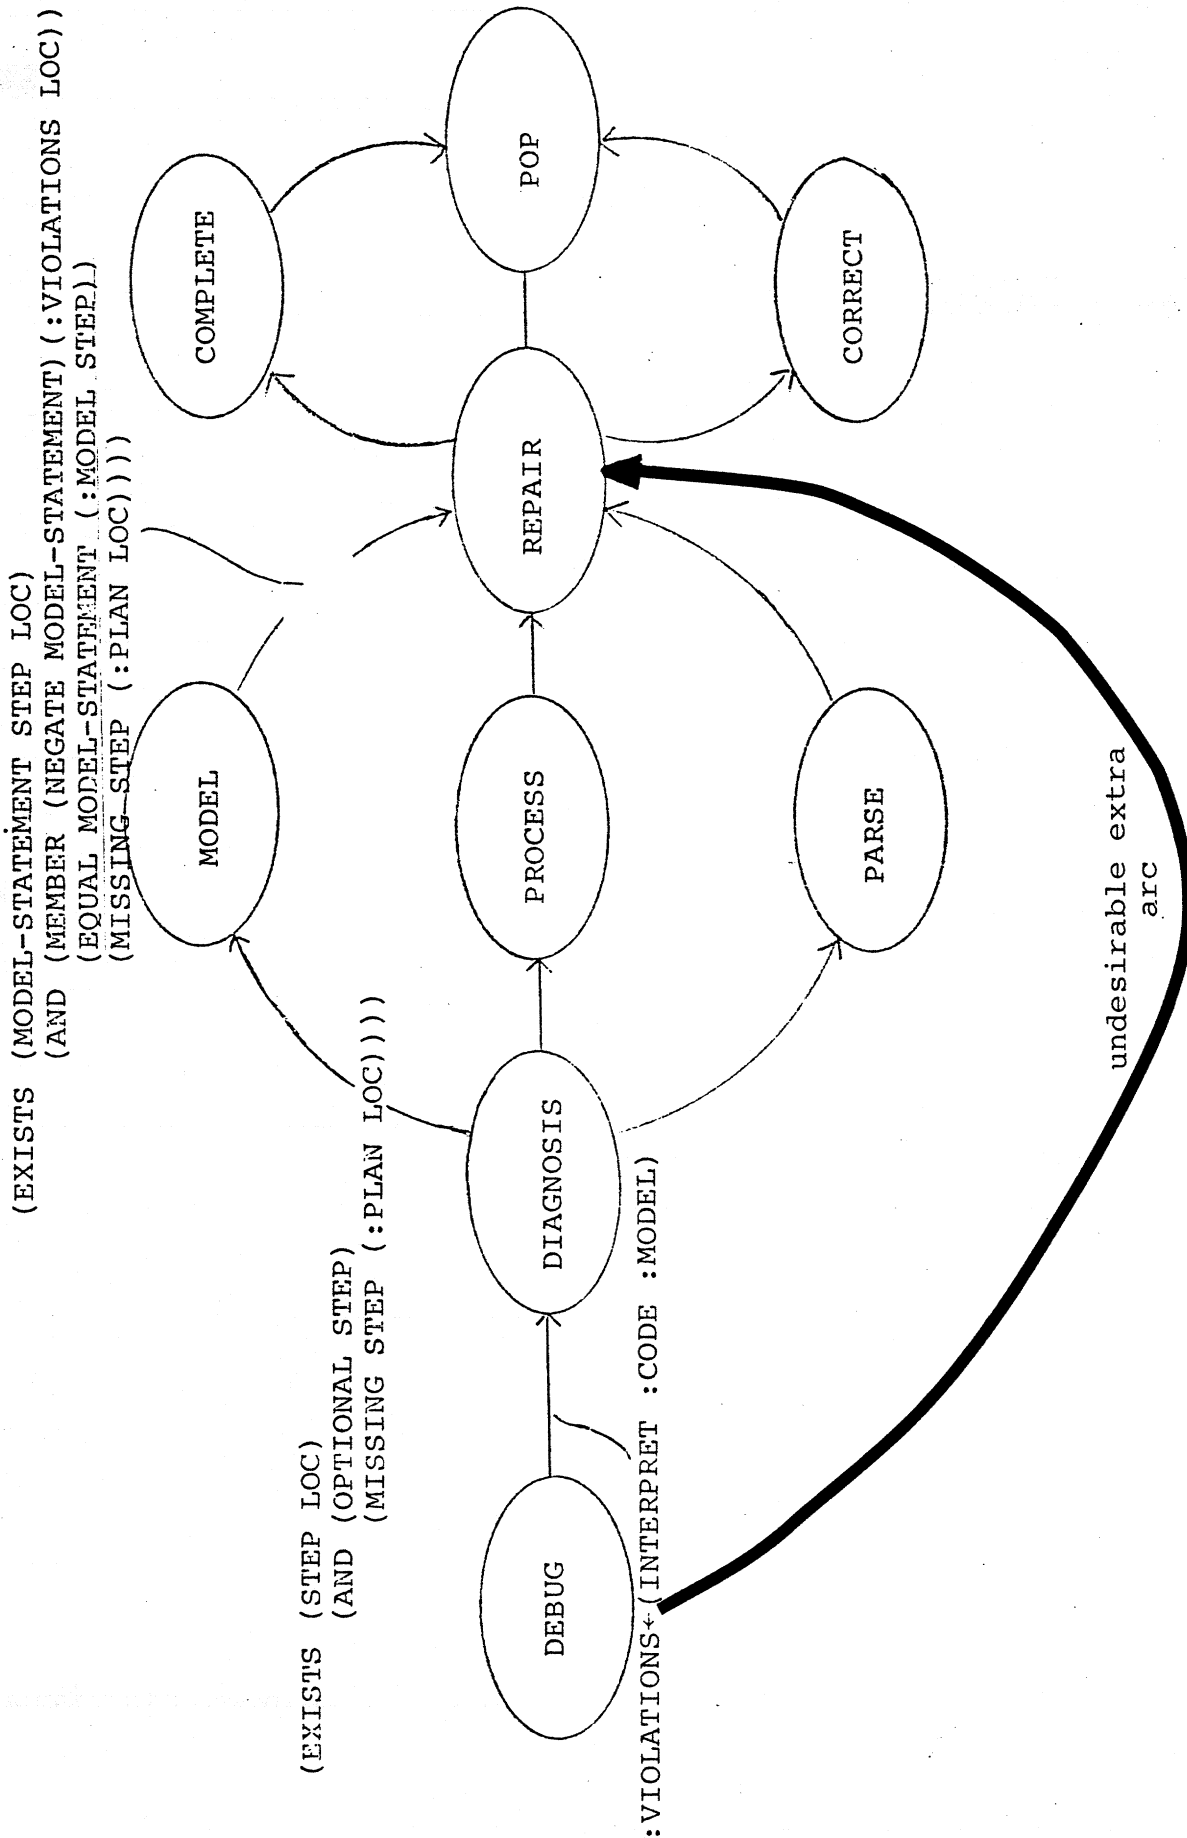 (EXISTS (MODEL-STATEMENT STEP LOC)
(AND (MEMBER (NEGATE MODEL-STATEMENT)(:VIOLATIONS LOC))
(EQUAL MODEL-STATEMENT (:MODEL STEP))
(MISSING-STEP (:PLAN LOC))))
(EXISTS (STEP LOC)
(AND (OPTIONAL STEP)
(MISSING STEP (:PLAN LOC))))
MODEL
COMPLETE
DEBUG
DIAGNOSIS
PROCESS
REPAIR
POP
:VIOLATIONS←(INTERPRET :CODE :MODEL)
PARSE
CORRECT
undesirable extra
arc